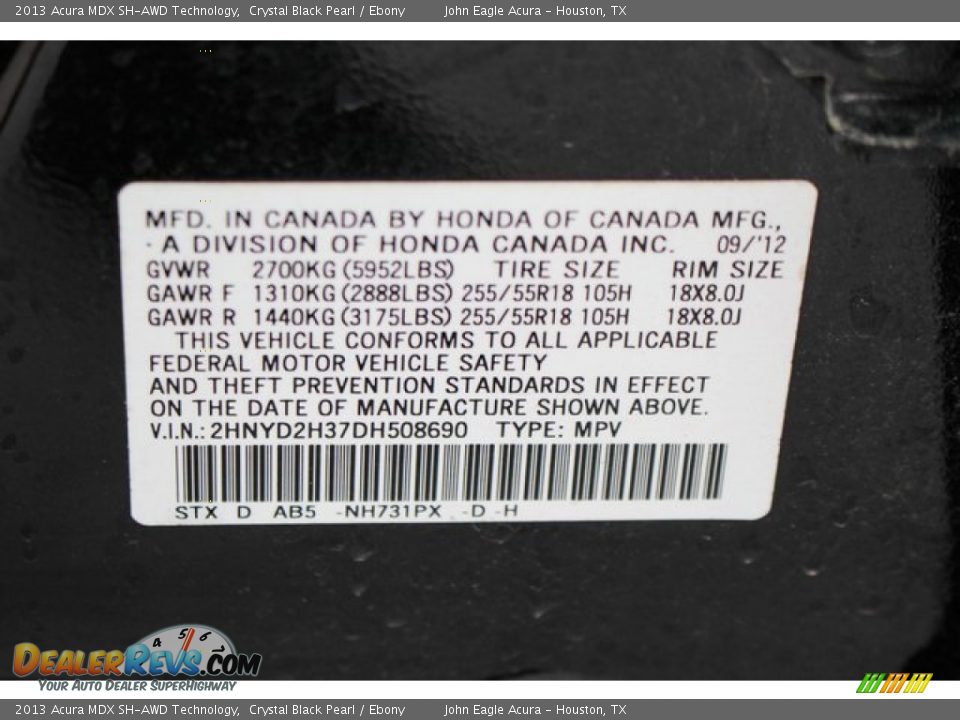 2013 Acura MDX SH-AWD Technology, Crystal Black Pearl / Ebony John Eagle Acura - Houston, TX
MFD. IN CANADA BY HONDA OF CANADA MFG.,
A DIVISION OF HONDA CANADA INC. 09/'12
GVWR 2700KG (5952LBS) TIRE SIZE RIM SIZE
GAWR F 1310KG (2888LBS) 255/55R18 105H 18X8.0J
GAWR R 1440KG (3175LBS) 255/55R18 105H 18X8.0J
THIS VEHICLE CONFORMS TO ALL APPLICABLE
FEDERAL MOTOR VEHICLE SAFETY
AND THEFT PREVENTION STANDARDS IN EFFECT
ON THE DATE OF MANUFACTURE SHOWN ABOVE.
V.I.N.: 2HNYD2H37DH508690 TYPE: MPV
STX D AB5 -NH731PX -D -H
4 5 6
DEALERREVS.COM
YOUR AUTO DEALER SUPERHIGHWAY
2013 Acura MDX SH-AWD Technology, Crystal Black Pearl / Ebony John Eagle Acura - Houston, TX